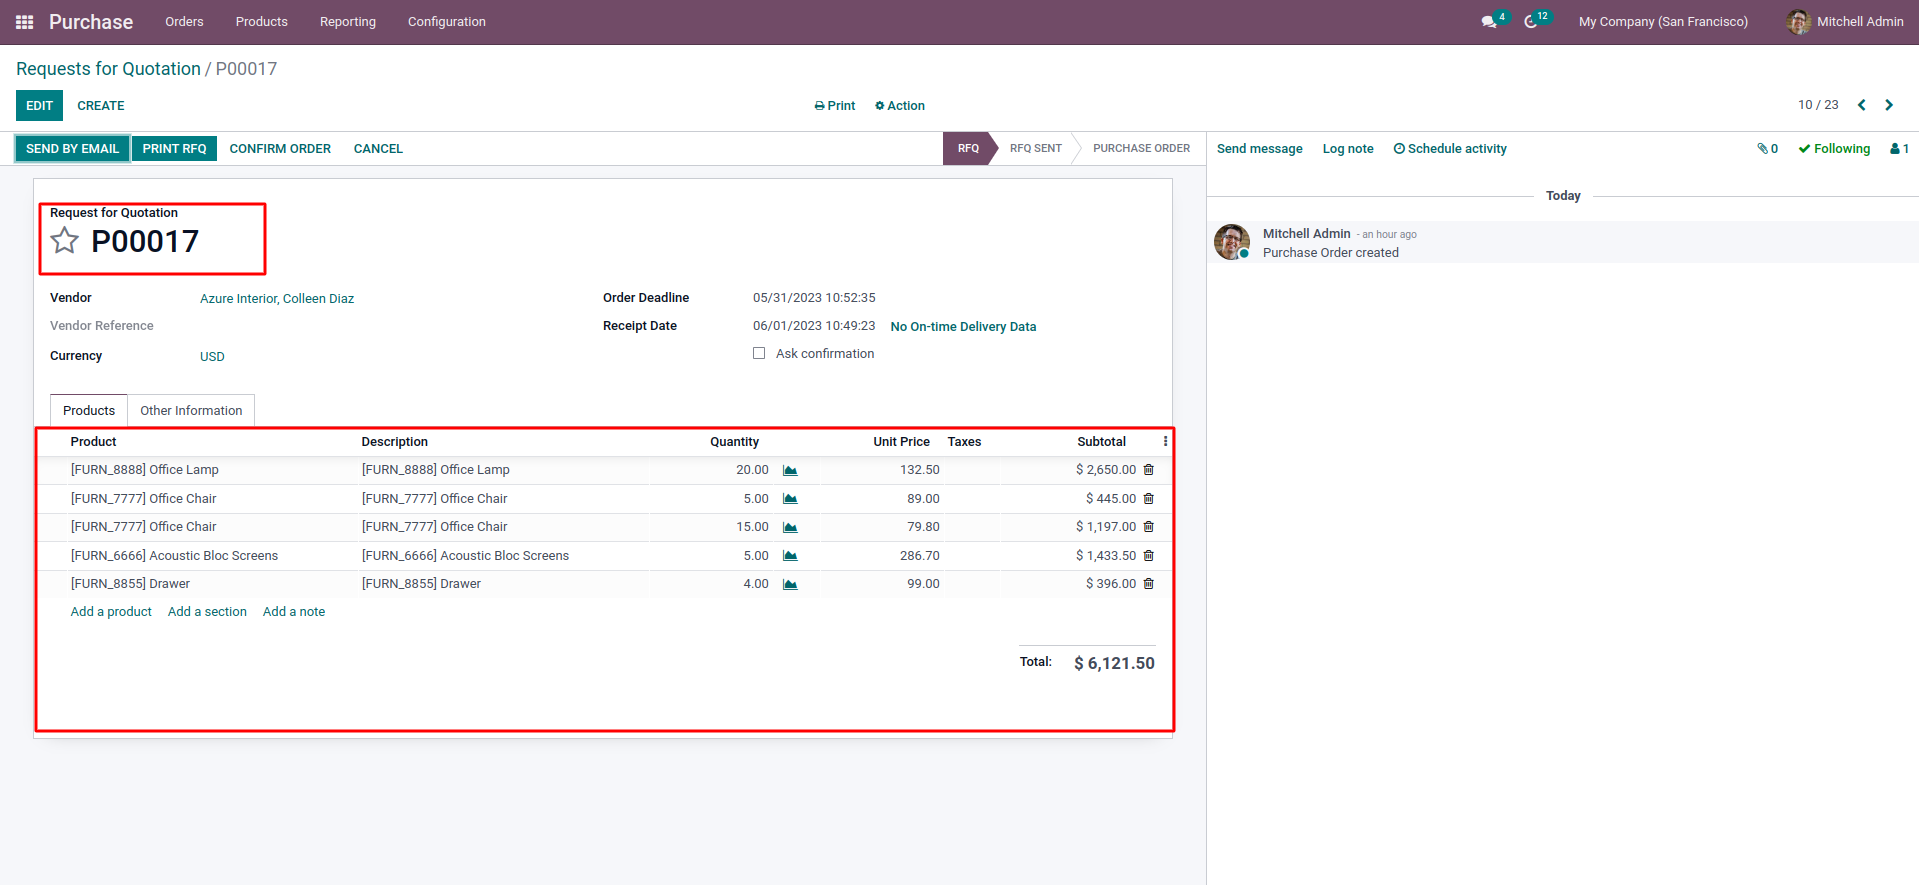 Purchase Orders Products Reporting Configuration 4 12 My Company (San Francisco) Mitchell Admin
Requests for Quotation / P00017
EDIT CREATE Print Action 10 / 23
SEND BY EMAIL PRINT RFQ CONFIRM ORDER CANCEL RFQ RFQ SENT PURCHASE ORDER
Request for Quotation
P00017
Vendor Azure Interior, Colleen Diaz
Vendor Reference
Currency USD
Order Deadline 05/31/2023 10:52:35
Receipt Date 06/01/2023 10:49:23 No On-time Delivery Data
Ask confirmation
Products Other Information
Product Description Quantity Unit Price Taxes Subtotal
[FURN_8888] Office Lamp [FURN_8888] Office Lamp 20.00 132.50 $ 2,650.00
[FURN_7777] Office Chair [FURN_7777] Office Chair 5.00 89.00 $ 445.00
[FURN_7777] Office Chair [FURN_7777] Office Chair 15.00 79.80 $ 1,197.00
[FURN_6666] Acoustic Bloc Screens [FURN_6666] Acoustic Bloc Screens 5.00 286.70 $ 1,433.50
[FURN_8855] Drawer [FURN_8855] Drawer 4.00 99.00 $ 396.00
Add a product Add a section Add a note
Total: $ 6,121.50
Send message Log note Schedule activity 0 Following 1
Today
Mitchell Admin - an hour ago
Purchase Order created